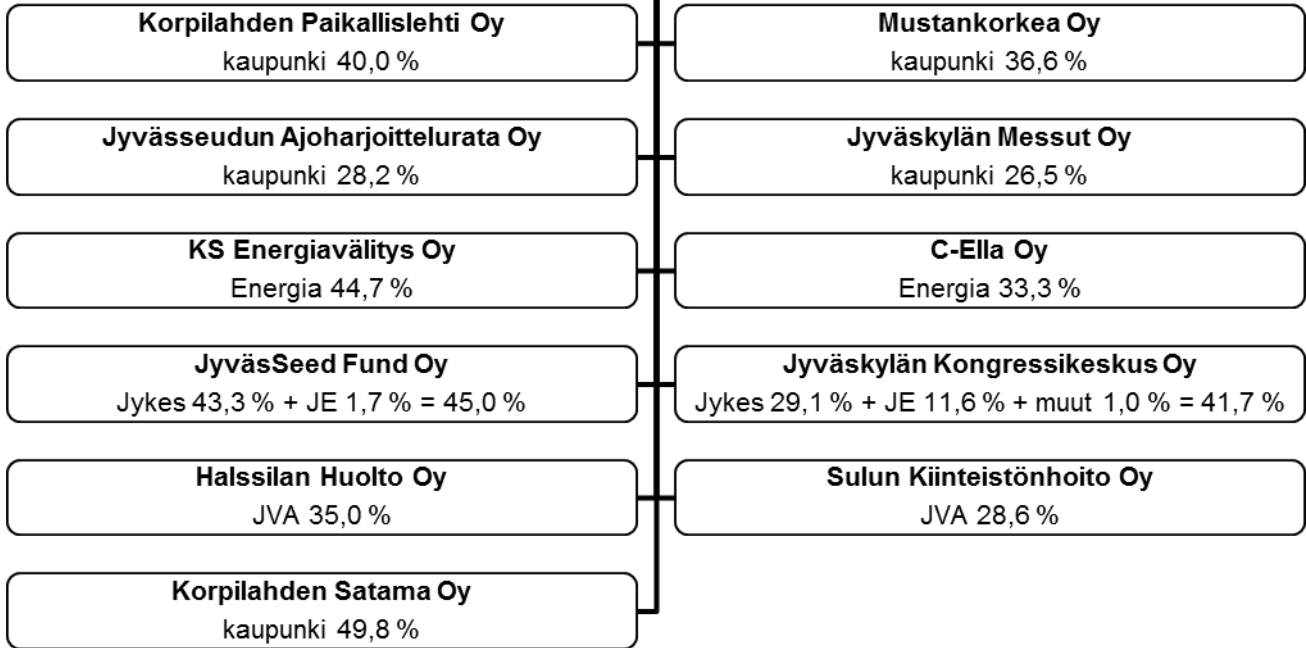 Korpilahden Paikallislehti Oy
kaupunki 40,0 %
Mustankorkea Oy
kaupunki 36,6 %
Jyvässeudun Ajoharjoittelurata Oy
kaupunki 28,2 %
Jyväskylän Messut Oy
kaupunki 26,5 %
KS Energiavälitys Oy
Energia 44,7 %
C-Ella Oy
Energia 33,3 %
JyväsSeed Fund Oy
Jykes 43,3 % + JE 1,7 % = 45,0 %
Jyväskylän Kongressikeskus Oy
Jykes 29,1 % + JE 11,6 % + muut 1,0 % = 41,7 %
Halssilan Huolto Oy
JVA 35,0 %
Sulun Kiinteistönhoito Oy
JVA 28,6 %
Korpilahden Satama Oy
kaupunki 49,8 %